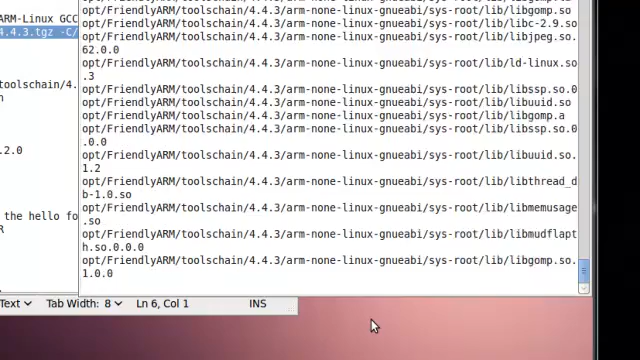 ARM-Linux GCC
4.4.3.tgz -C/
toolschain/4.
n
.2.0
the hello fo
R
opt/FriendlyARM/toolschain/4.4.3/arm-none-linux-gnueabi/sys-root/lib/libgomp.so
opt/FriendlyARM/toolschain/4.4.3/arm-none-linux-gnueabi/sys-root/lib/libc-2.9.so
opt/FriendlyARM/toolschain/4.4.3/arm-none-linux-gnueabi/sys-root/lib/libjpeg.so.
62.0.0
opt/FriendlyARM/toolschain/4.4.3/arm-none-linux-gnueabi/sys-root/lib/ld-linux.so
.3
opt/FriendlyARM/toolschain/4.4.3/arm-none-linux-gnueabi/sys-root/lib/libssp.so.0
opt/FriendlyARM/toolschain/4.4.3/arm-none-linux-gnueabi/sys-root/lib/libuuid.so
opt/FriendlyARM/toolschain/4.4.3/arm-none-linux-gnueabi/sys-root/lib/libgomp.a
opt/FriendlyARM/toolschain/4.4.3/arm-none-linux-gnueabi/sys-root/lib/libssp.so.0
.0.0
opt/FriendlyARM/toolschain/4.4.3/arm-none-linux-gnueabi/sys-root/lib/libuuid.so.
1.2
opt/FriendlyARM/toolschain/4.4.3/arm-none-linux-gnueabi/sys-root/lib/libthread_d
b-1.0.so
opt/FriendlyARM/toolschain/4.4.3/arm-none-linux-gnueabi/sys-root/lib/libmemusage
.so
opt/FriendlyARM/toolschain/4.4.3/arm-none-linux-gnueabi/sys-root/lib/libmudflapt
h.so.0.0.0
opt/FriendlyARM/toolschain/4.4.3/arm-none-linux-gnueabi/sys-root/lib/libgomp.so.
1.0.0
Text Tab Width: 8 Ln 6, Col 1 INS